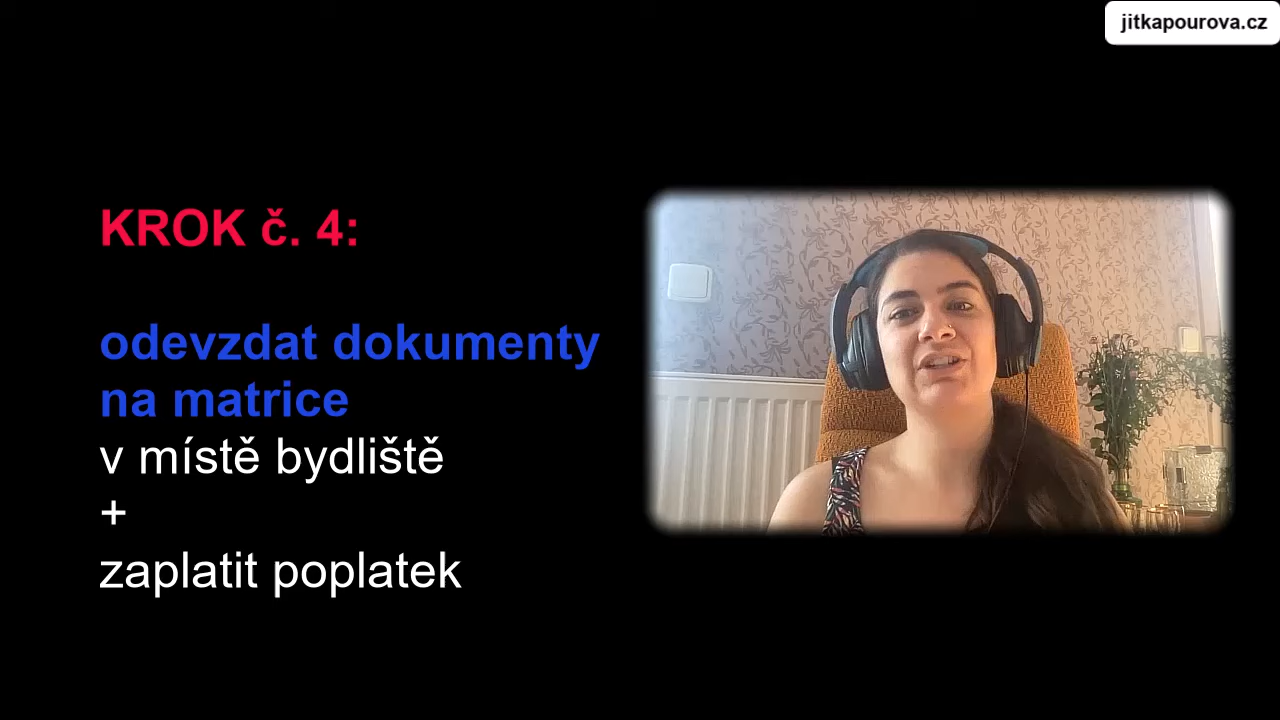 jitkapourova.cz
KROK č. 4:
odevzdat dokumenty
na matrice
v místě bydliště
+
zaplatit poplatek